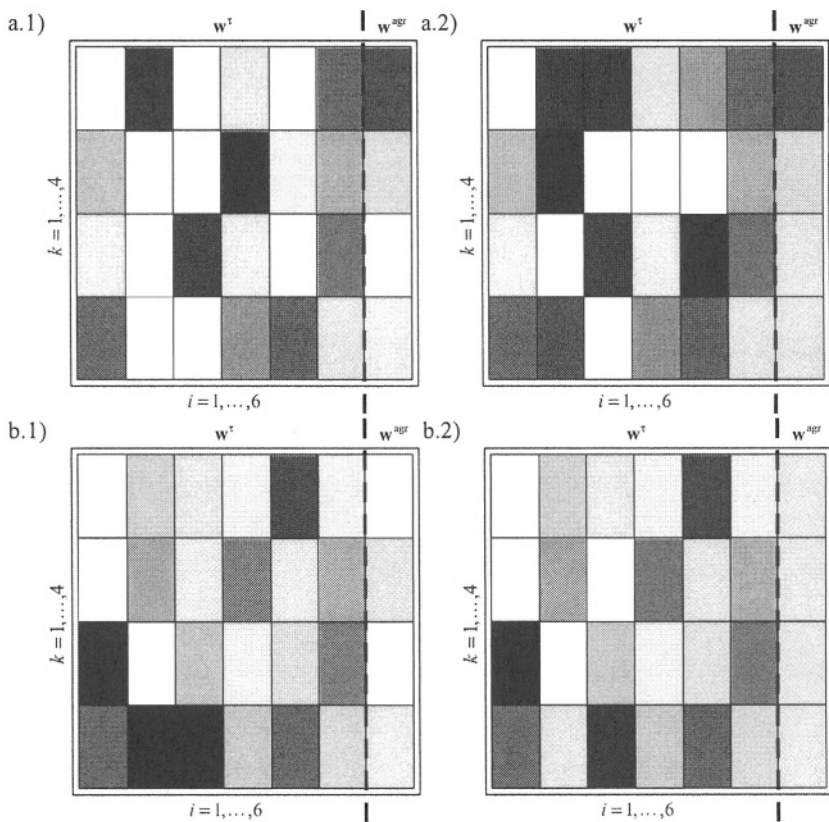 a.1)
w^τ
w^agr
k = 1,…,4
i = 1,…,6
a.2)
w^τ
w^agr
k = 1,…,4
i = 1,…,6
b.1)
w^τ
w^agr
k = 1,…,4
i = 1,…,6
b.2)
w^τ
w^agr
k = 1,…,4
i = 1,…,6